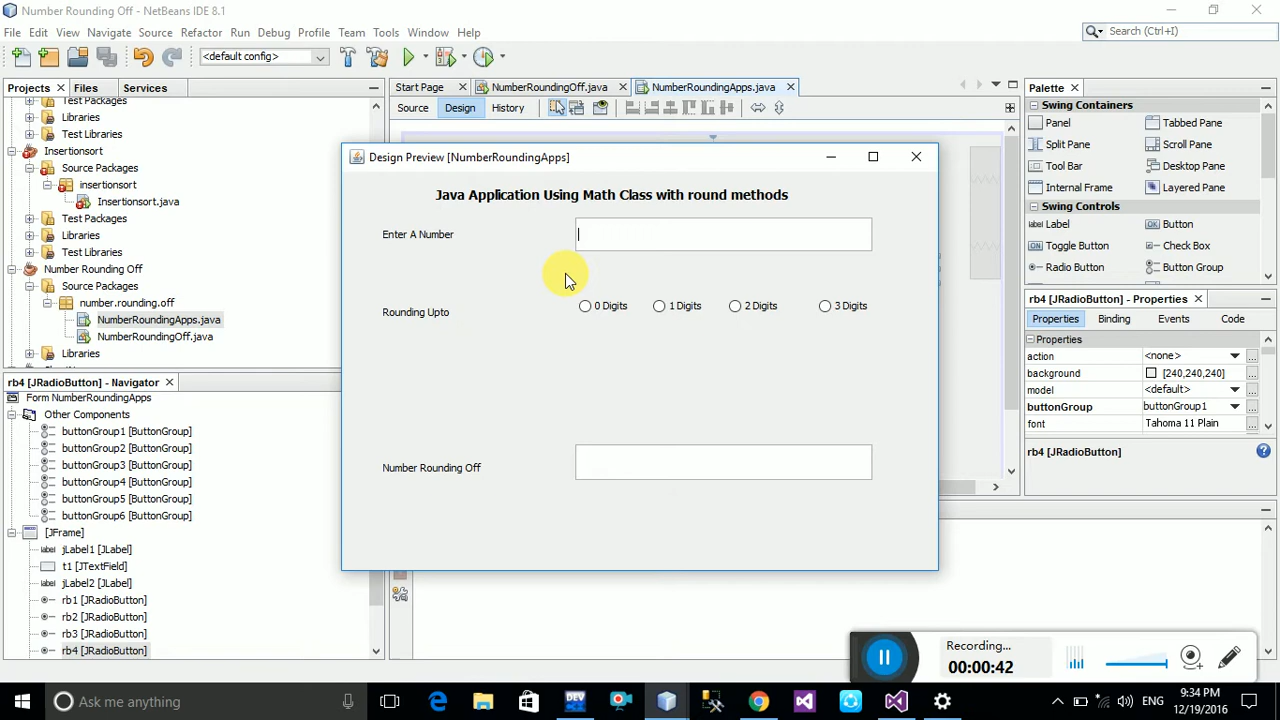 Number Rounding Off - NetBeans IDE 8.1
File Edit View Navigate Source Refactor Run Debug Profile Team Tools Window Help
Search (Ctrl+I)
<default config>
Projects Files Services
Test Packages
Libraries
Test Libraries
Insertionsort
Source Packages
insertionsort
Insertionsort.java
Test Packages
Libraries
Test Libraries
Number Rounding Off
Source Packages
number.rounding.off
NumberRoundingApps.java
NumberRoundingOff.java
Libraries
rb4 [JRadioButton] - Navigator
Form NumberRoundingApps
Other Components
buttonGroup1 [ButtonGroup]
buttonGroup2 [ButtonGroup]
buttonGroup3 [ButtonGroup]
buttonGroup4 [ButtonGroup]
buttonGroup5 [ButtonGroup]
buttonGroup6 [ButtonGroup]
[JFrame]
label jLabel1 [JLabel]
t1 [JTextField]
label jLabel2 [JLabel]
rb1 [JRadioButton]
rb2 [JRadioButton]
rb3 [JRadioButton]
rb4 [JRadioButton]
Start Page NumberRoundingOff.java NumberRoundingApps.java
Source Design History
Design Preview [NumberRoundingApps]
Java Application Using Math Class with round methods
Enter A Number
Rounding Upto 0 Digits 1 Digits 2 Digits 3 Digits
Number Rounding Off
Palette
Swing Containers
Panel Tabbed Pane
Split Pane Scroll Pane
Tool Bar Desktop Pane
Internal Frame Layered Pane
Swing Controls
label Label OK Button
Toggle Button Check Box
Radio Button Button Group
rb4 [JRadioButton] - Properties
Properties Binding Events Code
Properties
action <none>
background [240,240,240]
model <default>
buttonGroup buttonGroup1
font Tahoma 11 Plain
rb4 [JRadioButton]
Recording...
00:00:42
Ask me anything
DEV
ENG
9:34 PM
12/19/2016